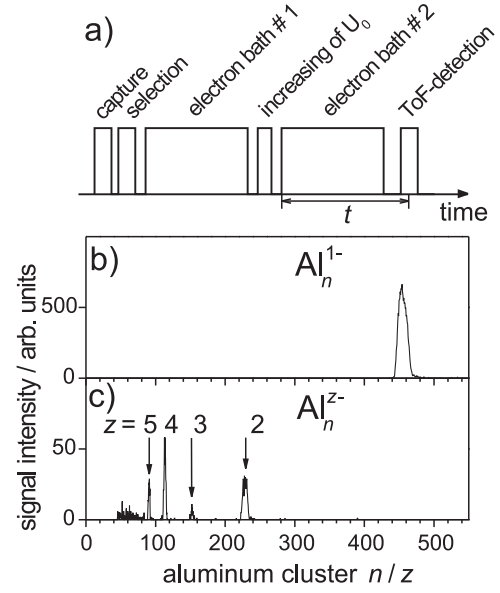 a)
capture
selection
electron bath # 1
increasing of U₀
electron bath # 2
ToF-detection
t
time
b)
Alₙ¹⁻
500
0
c)
Alₙᶻ⁻
z = 5 4 3 2
50
0
0 100 200 300 400 500
signal intensity / arb. units
aluminum cluster n / z